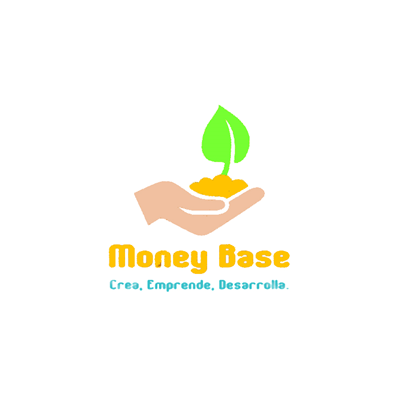 Money Base
Crea, Emprende, Desarrolla.